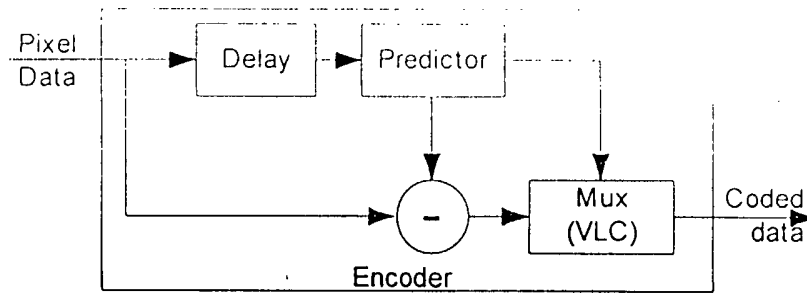 Pixel
Data
Delay
Predictor
-
Mux
(VLC)
Coded
data
Encoder